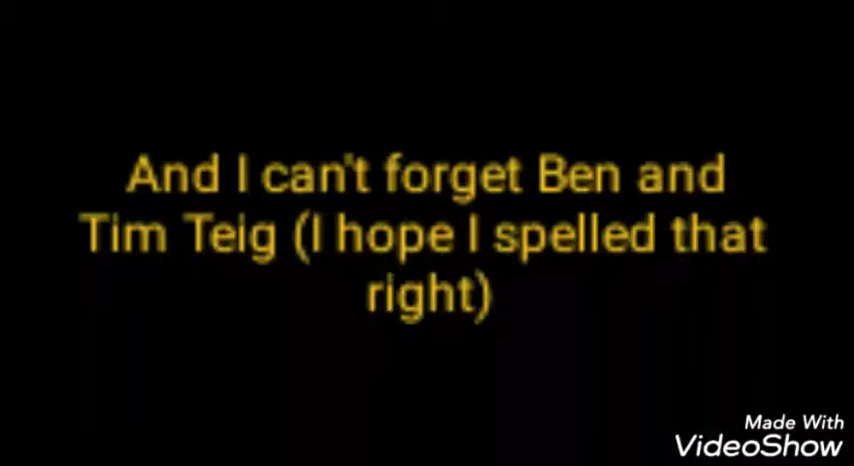 And I can't forget Ben and
Tim Teig (I hope I spelled that
right)
Made With
VideoShow